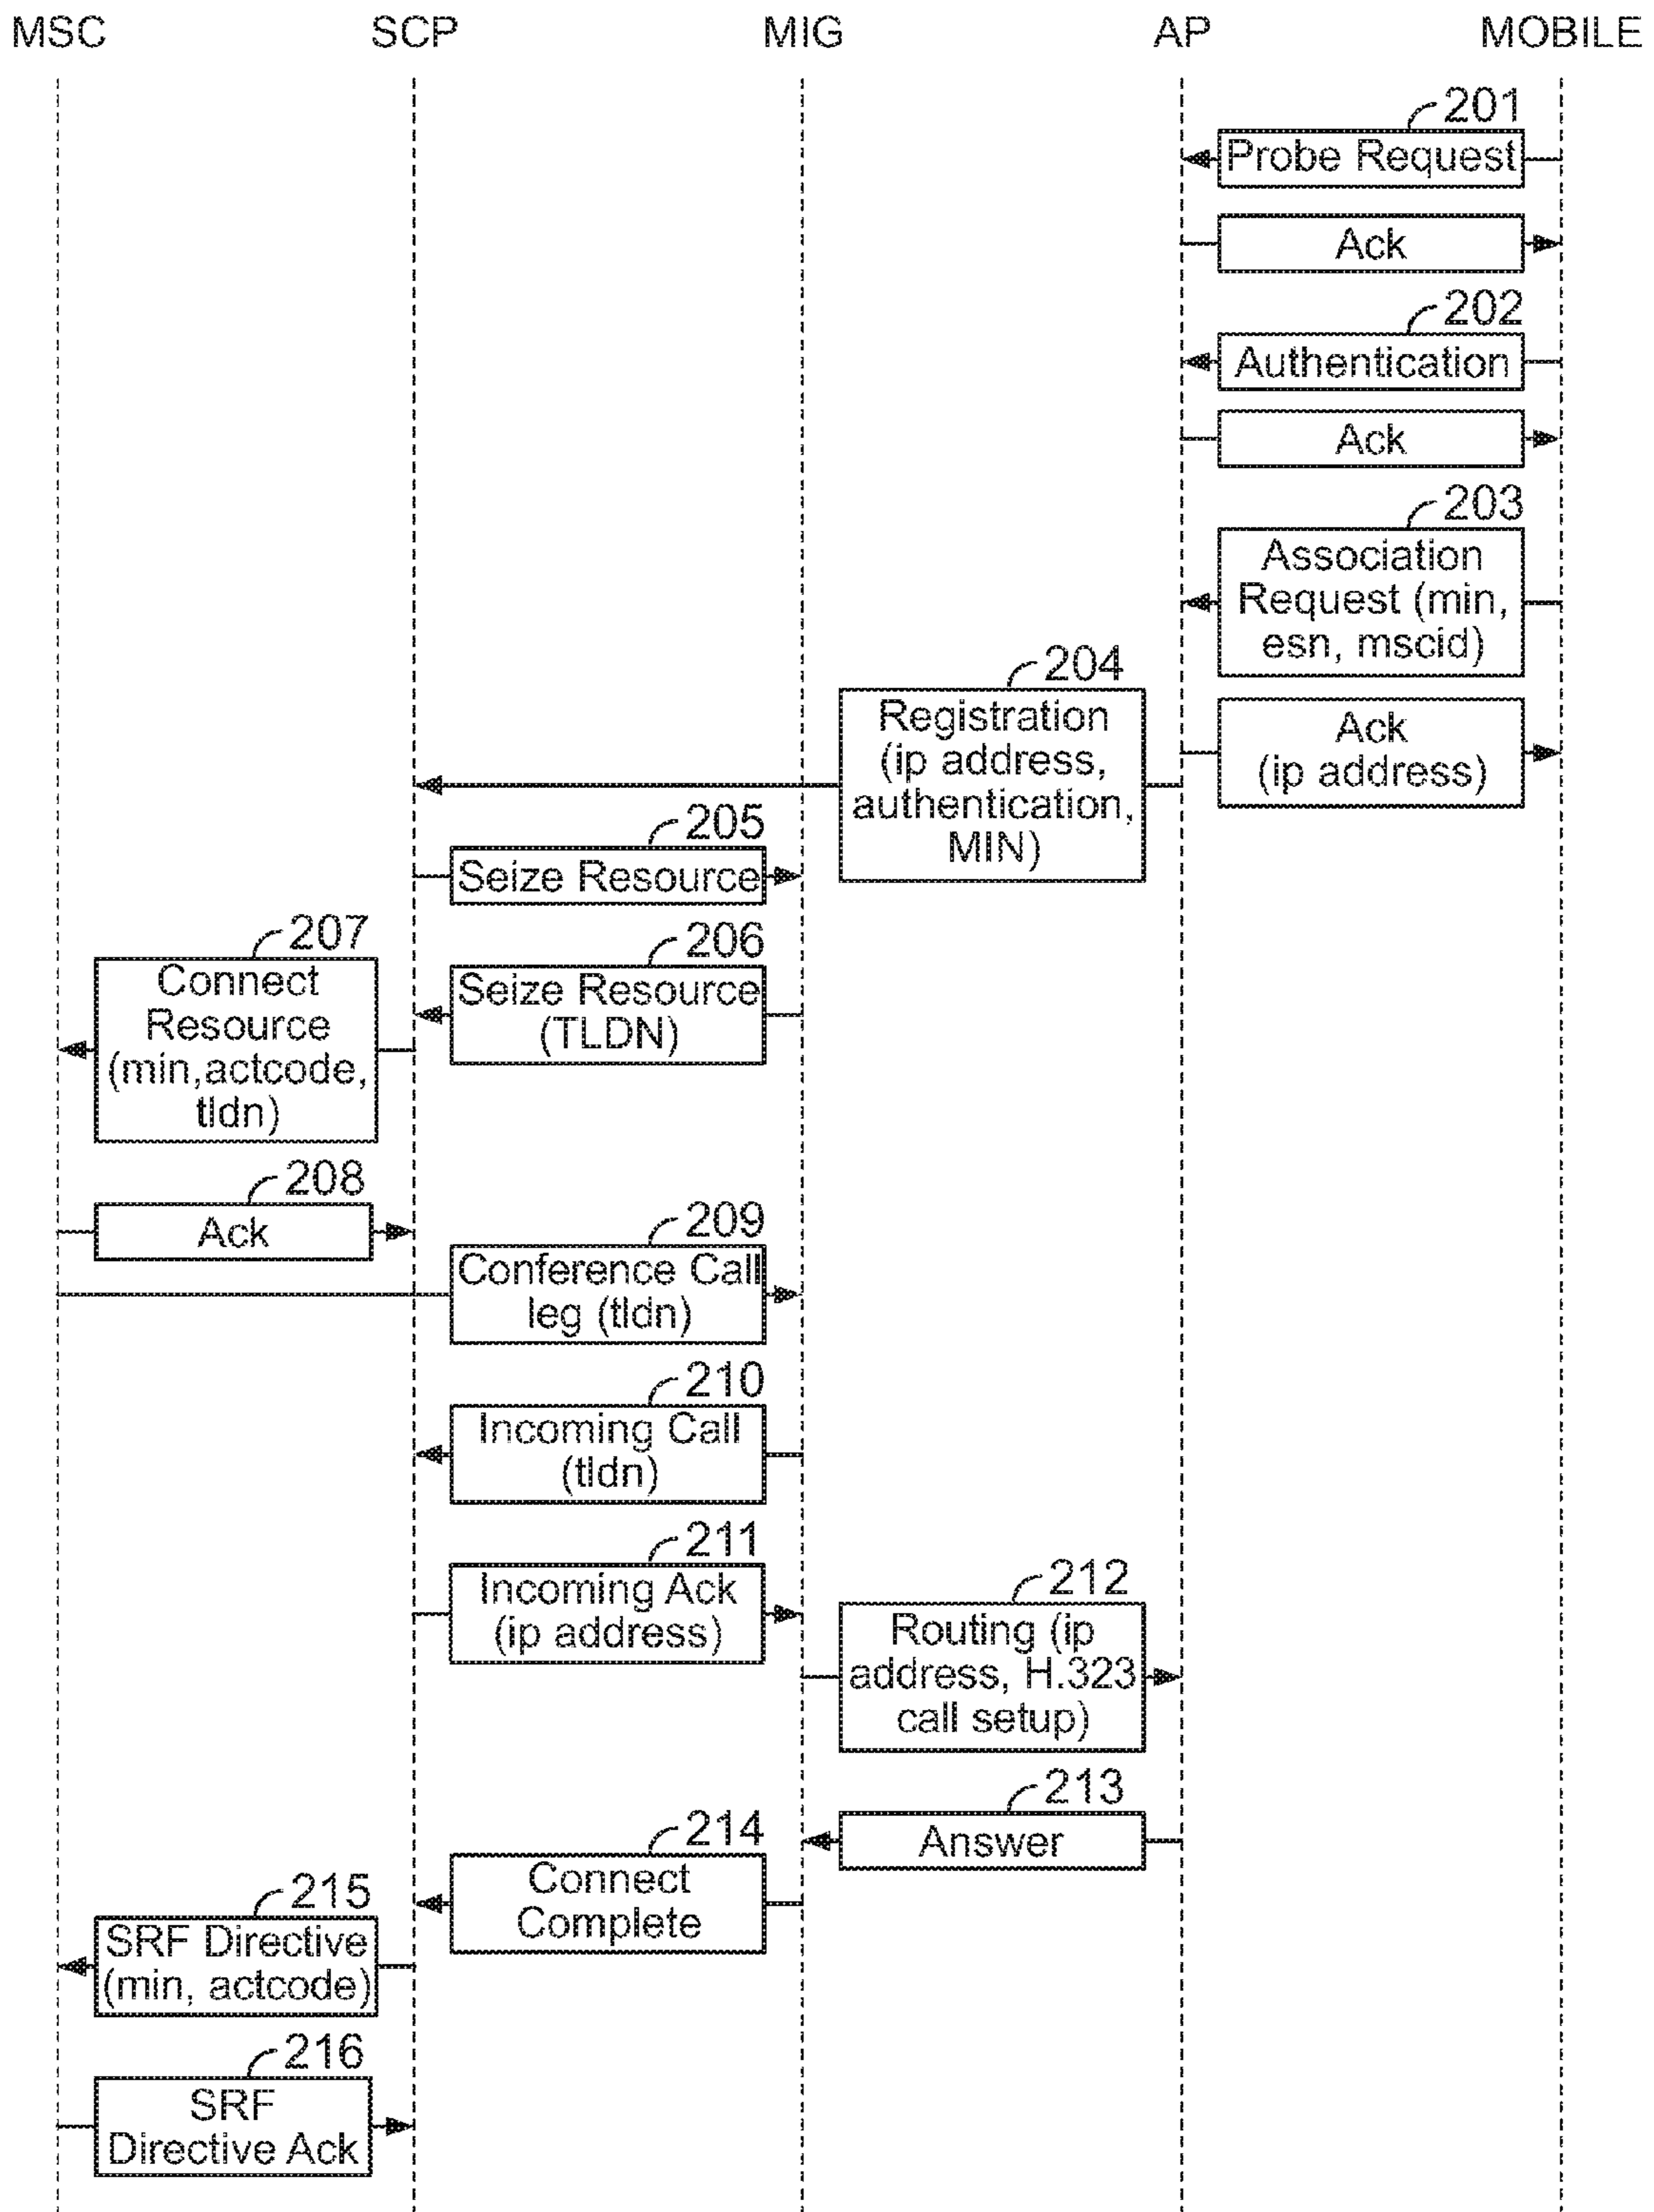 MSC SCP MIG AP MOBILE
201
Probe Request
Ack
202
Authentication
Ack
203
Association
Request (min,
esn, mscid)
204
Registration
(ip address,
authentication,
MIN)
Ack
(ip address)
205
Seize Resource
206
Seize Resource
(TLDN)
207
Connect
Resource
(min,actcode,
tldn)
208
Ack
209
Conference Call
leg (tldn)
210
Incoming Call
(tldn)
211
Incoming Ack
(ip address)
212
Routing (ip
address, H.323
call setup)
213
Answer
214
Connect
Complete
215
SRF Directive
(min, actcode)
216
SRF
Directive Ack